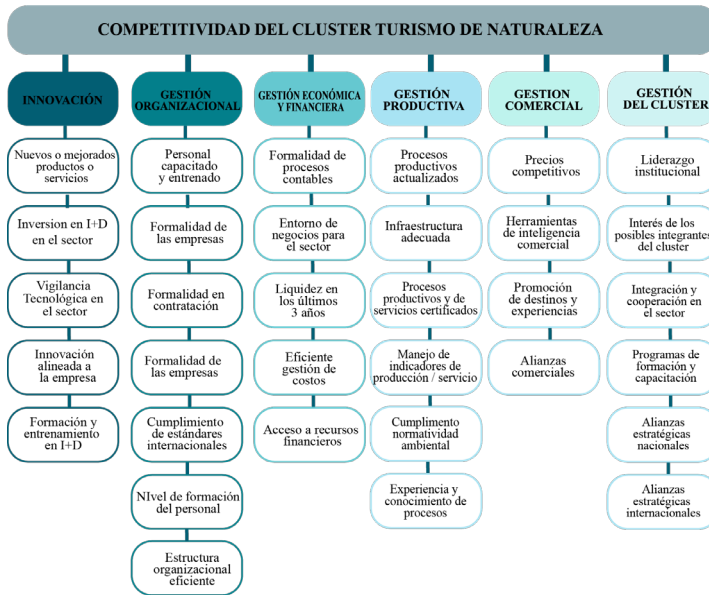 COMPETITIVIDAD DEL CLUSTER TURISMO DE NATURALEZA
INNOVACIÓN
Nuevos o mejorados
productos o
servicios
Inversion en I+D
en el sector
Vigilancia
Tecnológica en
el sector
Innovación
alineada a
la empresa
Formación y
entrenamiento
en I+D
GESTIÓN
ORGANIZACIONAL
Personal
capacitado
y entrenado
Formalidad
de las empresas
Formalidad en
contratación
Formalidad
de las empresas
Cumplimiento
de estándares
internacionales
NIvel de formación
del personal
Estructura
organizacional
eficiente
GESTIÓN ECONÓMICA
Y FINANCIERA
Formalidad de
procesos
contables
Entorno de
negocios para
el sector
Liquidez en
los últimos
3 años
Eficiente
gestión de
costos
Acceso a recursos
financieros
GESTIÓN
PRODUCTIVA
Procesos
productivos
actualizados
Infraestructura
adecuada
Procesos
productivos y de
servicios certificados
Manejo de
indicadores de
producción / servicio
Cumplimento
normatividad
ambiental
Experiencia y
conocimiento de
procesos
GESTION
COMERCIAL
Precios
competitivos
Herramientas
de inteligencia
comercial
Promoción
de destinos y
experiencias
Alianzas
comerciales
GESTIÓN
DEL CLUSTER
Liderazgo
institucional
Interés de los
posibles integrantes
del cluster
Integración y
cooperación en
el sector
Programas de
formación y
capacitación
Alianzas
estratégicas
nacionales
Alianzas
estratégicas
internacionales